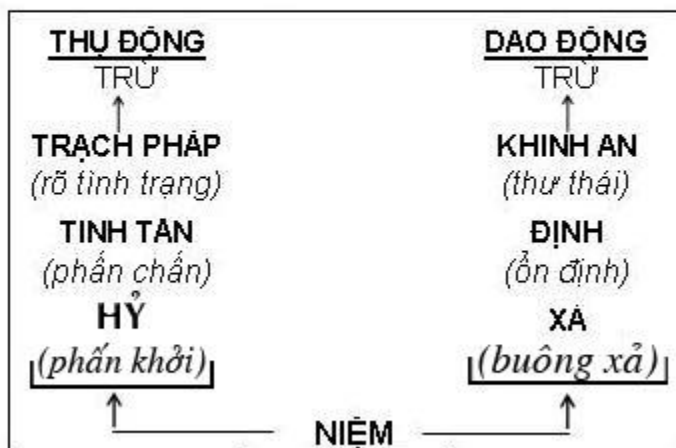 THỤ ĐỘNG
TRỪ
TRẠCH PHÁP
(rõ tình trạng)
TINH TẤN
(phấn chấn)
HỶ
(phấn khởi)
DAO ĐỘNG
TRỪ
KHINH AN
(thư thái)
ĐỊNH
(ổn định)
XẢ
(buông xả)
NIỆM